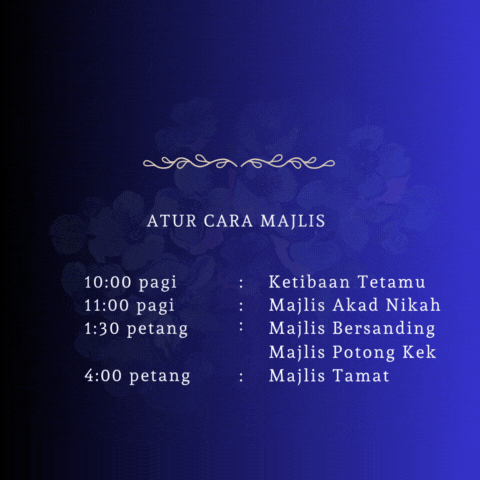 ATUR CARA MAJLIS
10:00 pagi : Ketibaan Tetamu
11:00 pagi : Majlis Akad Nikah
1:30 petang : Majlis Bersanding
Majlis Potong Kek
4:00 petang : Majlis Tamat